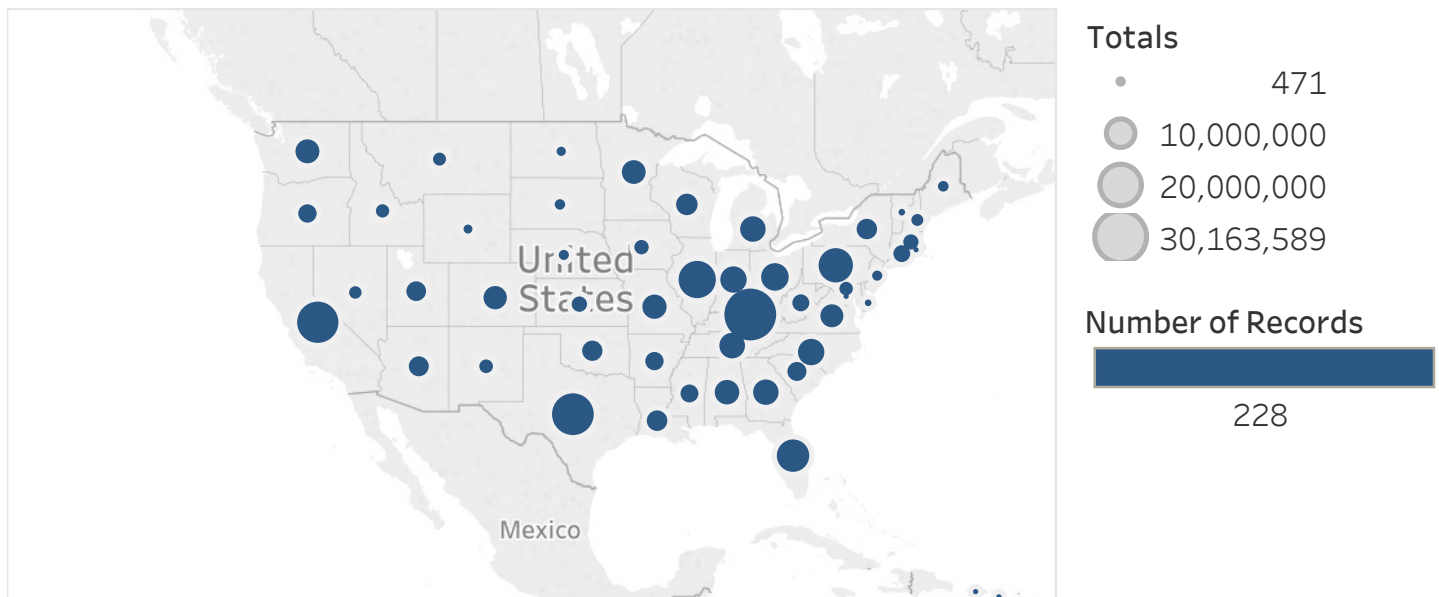 Totals
471
10,000,000
20,000,000
30,163,589
Number of Records
228
United
States
Mexico